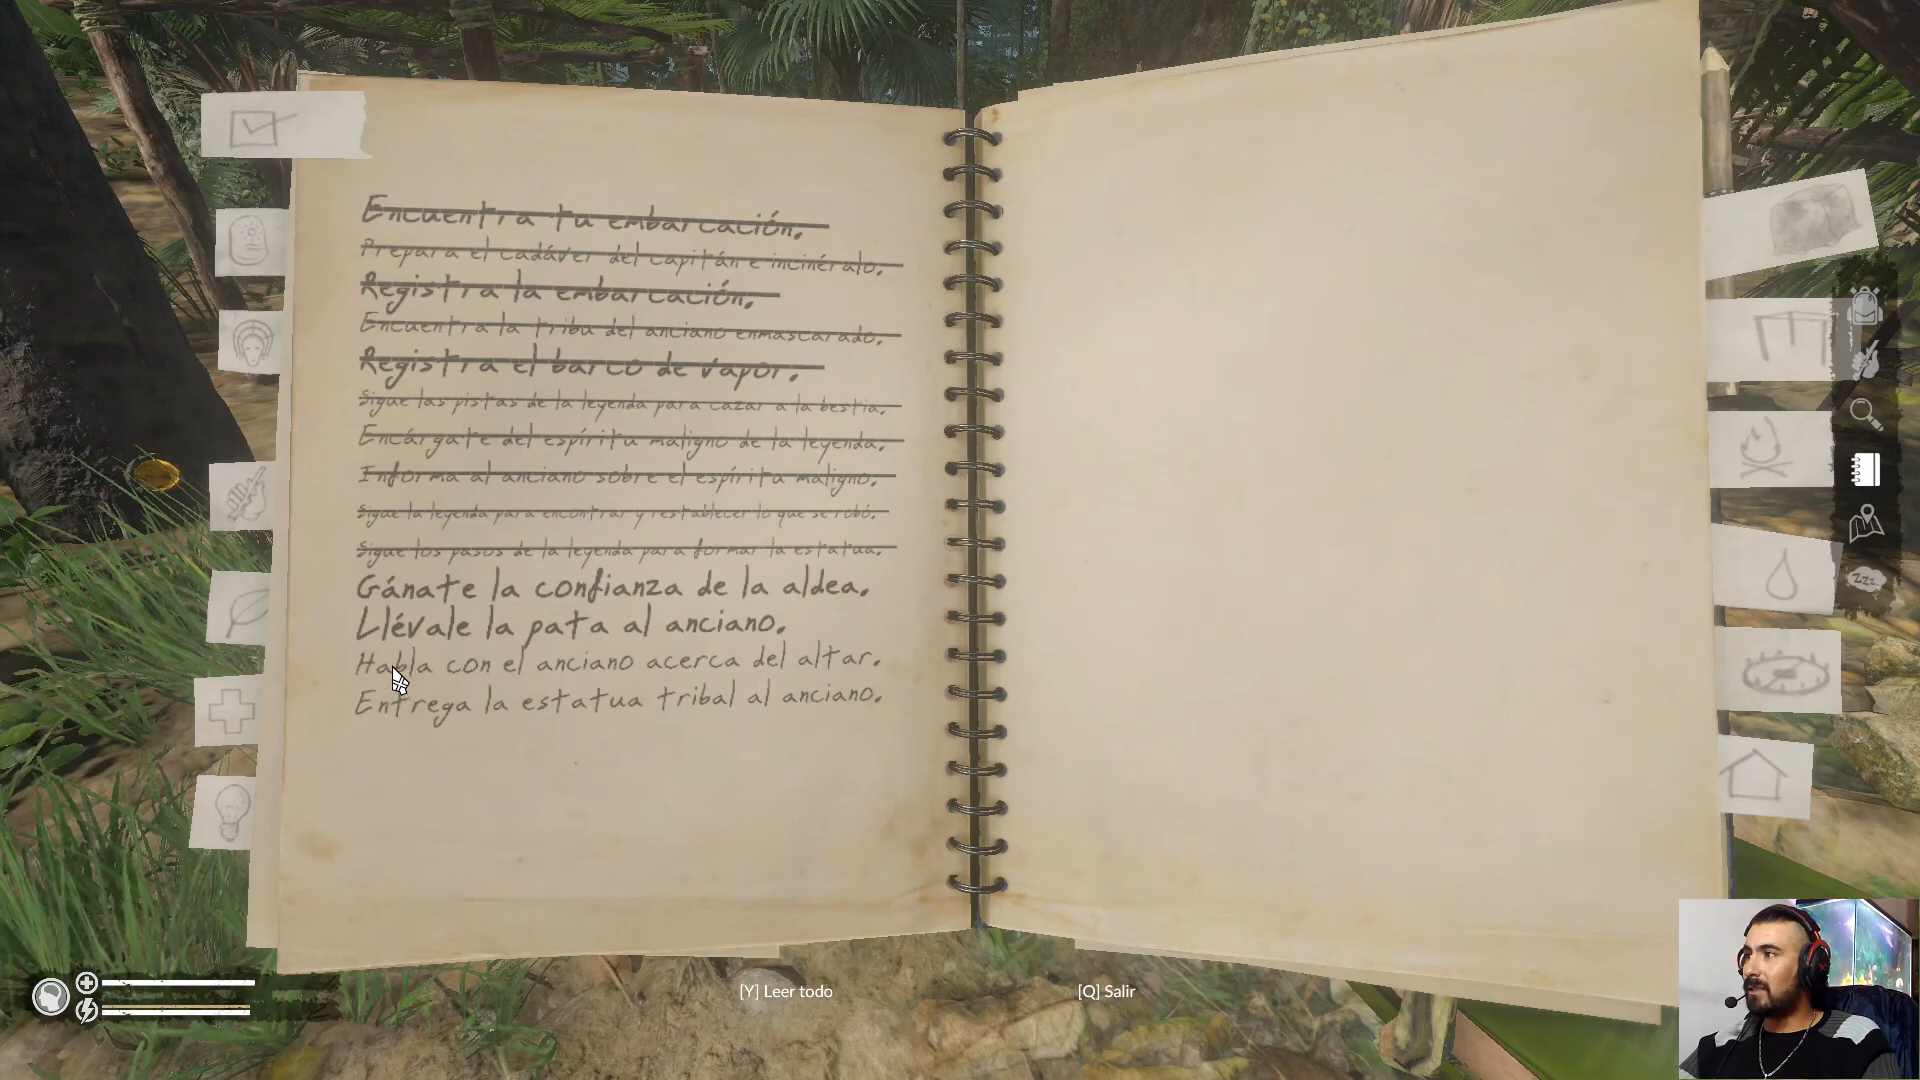 Encuentra tu embarcación.
Prepara el cadáver del capitán e incinéralo.
Registra la embarcación.
Encuentra la tribu del anciano enmascarado.
Registra el barco de vapor.
Sigue las pistas de la leyenda para cazar a la bestia.
Encárgate del espíritu maligno de la leyenda.
Informa al anciano sobre el espíritu maligno.
Sigue la leyenda para encontrar y restablecer lo que se robó.
Sigue los pasos de la leyenda para formar la estatua.
Gánate la confianza de la aldea.
Llévale la pata al anciano.
Habla con el anciano acerca del altar.
Entrega la estatua tribal al anciano.
ZZZ
[Y] Leer todo
[Q] Salir